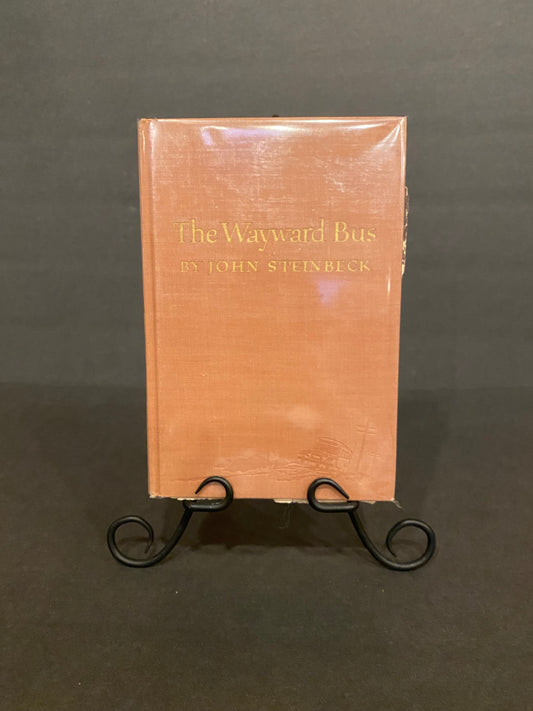 The Wayward Bus
BY JOHN STEINBECK